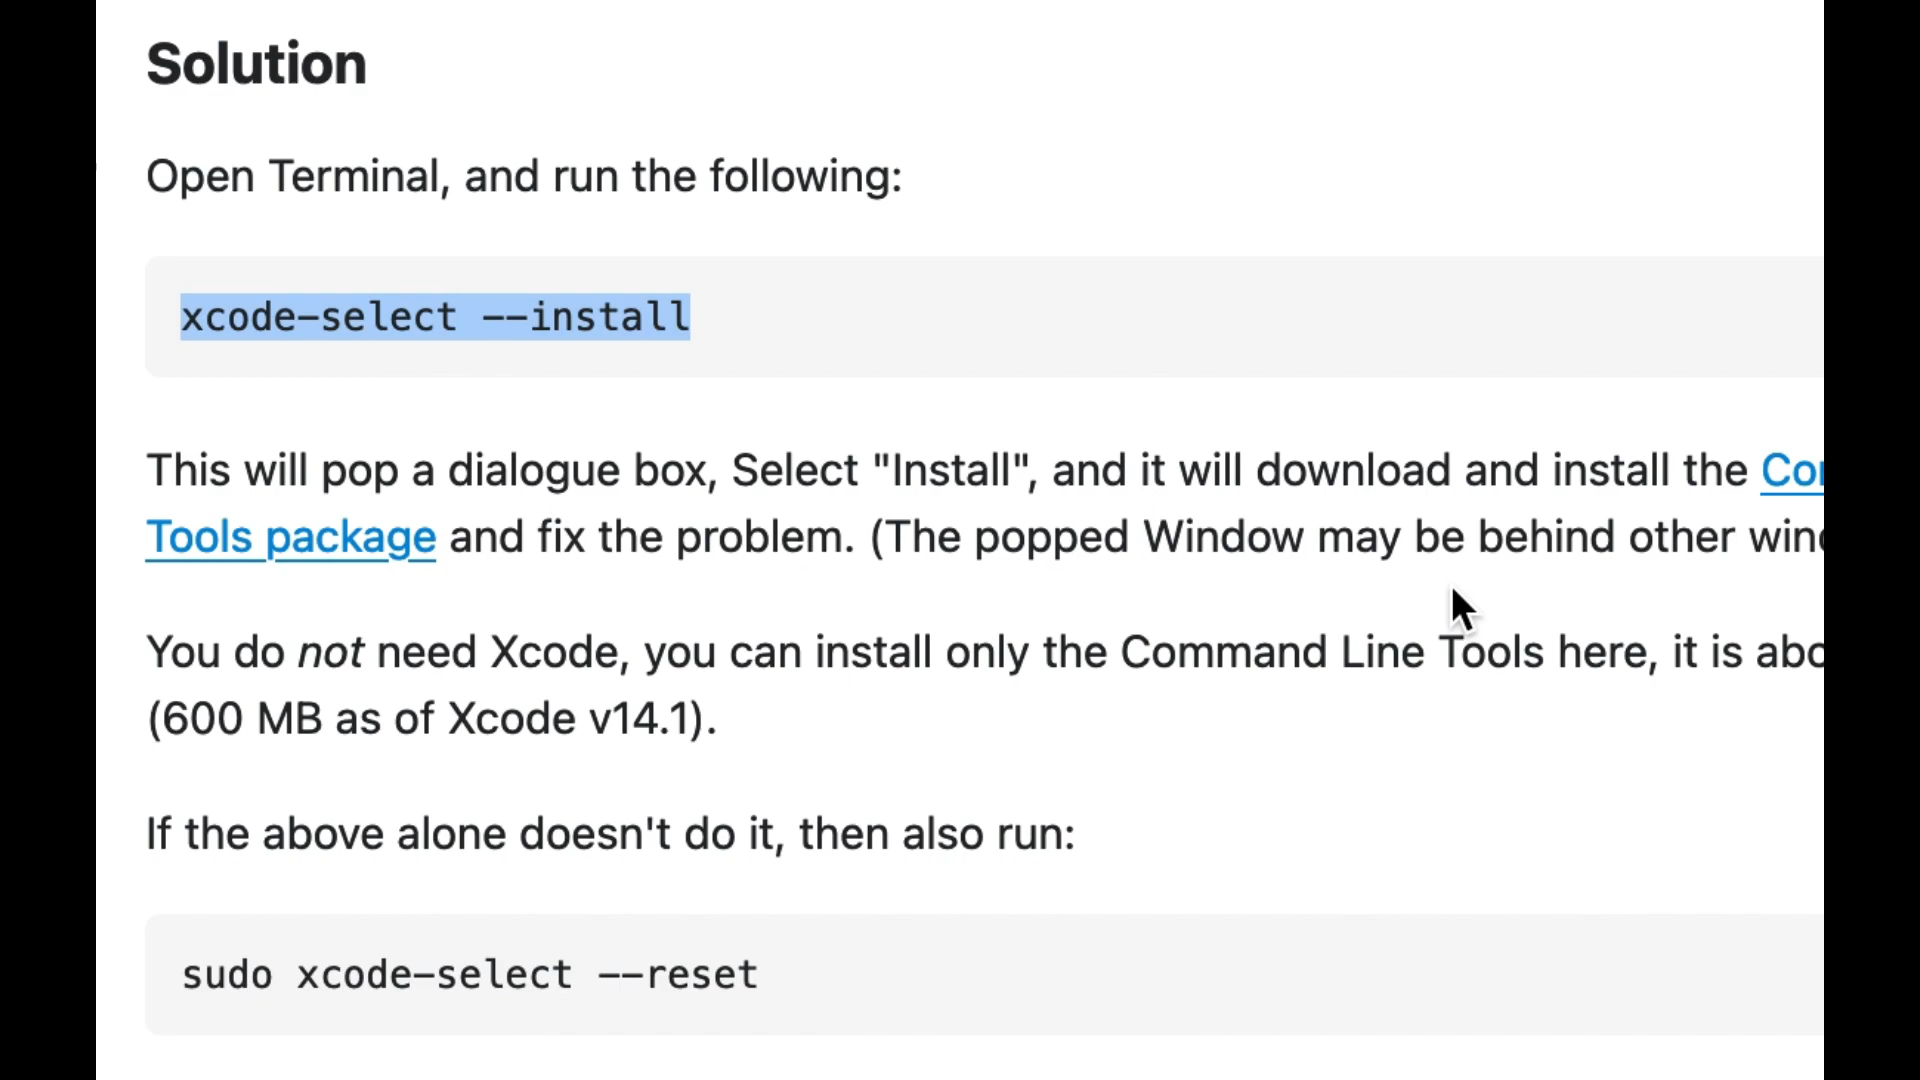 Solution
Open Terminal, and run the following:
xcode-select --install
This will pop a dialogue box, Select "Install", and it will download and install the
Tools package and fix the problem. (The popped Window may be behind other
You do not need Xcode, you can install only the Command Line Tools here, it is
(600 MB as of Xcode v14.1).
If the above alone doesn't do it, then also run:
sudo xcode-select --reset